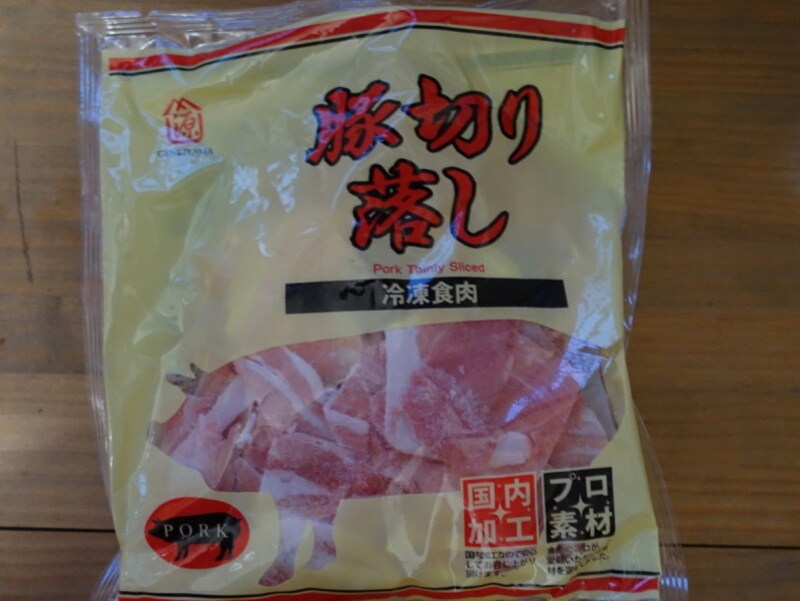 源
豚切り
落し
Pork Thinly Sliced
冷凍食肉
PORK
国内
加工
プロ
素材